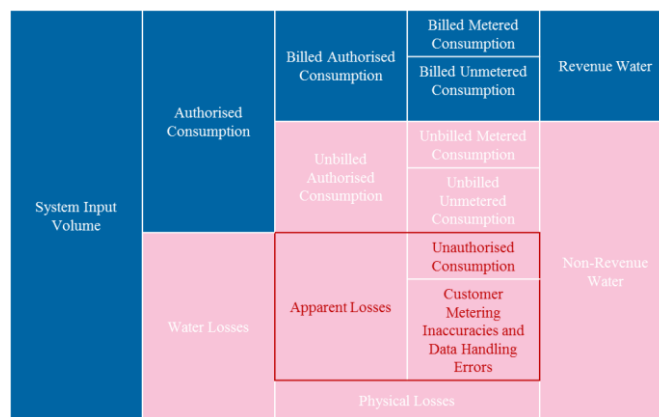 System Input
Volume
Authorised
Consumption
Water Losses
Billed Authorised
Consumption
Unbilled
Authorised
Consumption
Apparent Losses
Physical Losses
Billed Metered
Consumption
Billed Unmetered
Consumption
Unbilled Metered
Consumption
Unbilled
Unmetered
Consumption
Unauthorised
Consumption
Customer
Metering
Inaccuracies and
Data Handling
Errors
Revenue Water
Non-Revenue
Water